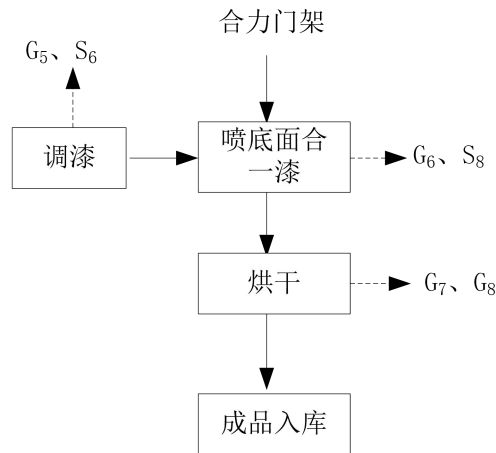 合力门架
G₅、S₆
调漆
喷底面合
一漆
G₆、S₈
烘干
G₇、G₈
成品入库